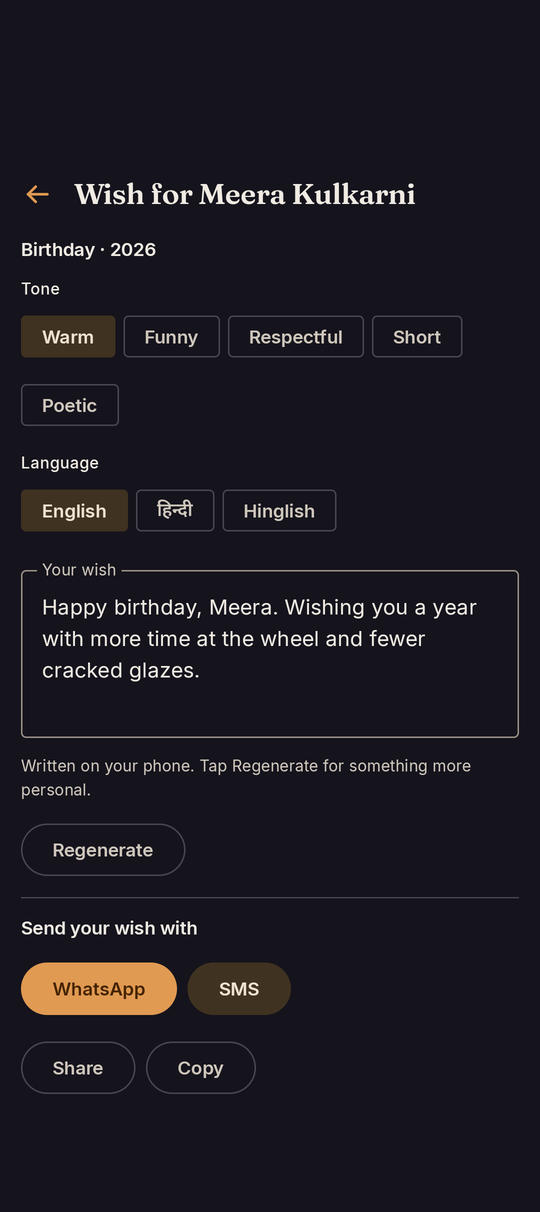 Wish for Meera Kulkarni
Birthday · 2026
Tone
Warm
Funny
Respectful
Short
Poetic
Language
English
हिन्दी
Hinglish
Your wish
Happy birthday, Meera. Wishing you a year
with more time at the wheel and fewer
cracked glazes.
Written on your phone. Tap Regenerate for something more
personal.
Regenerate
Send your wish with
WhatsApp
SMS
Share
Copy